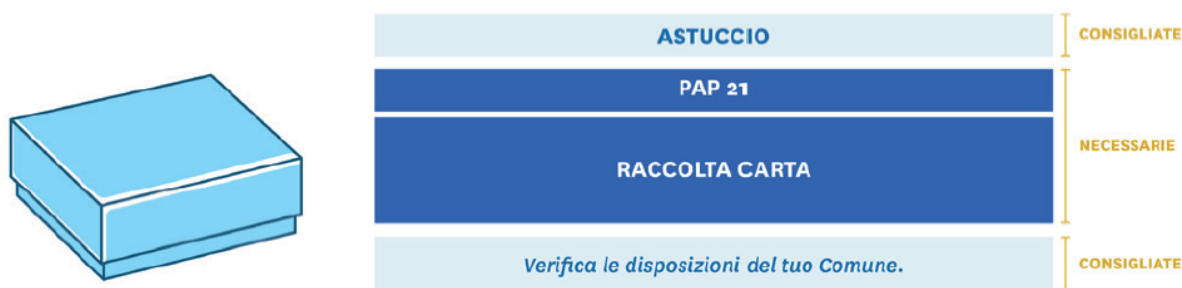 ASTUCCIO
CONSIGLIATE
PAP 21
RACCOLTA CARTA
NECESSARIE
Verifica le disposizioni del tuo Comune.
CONSIGLIATE